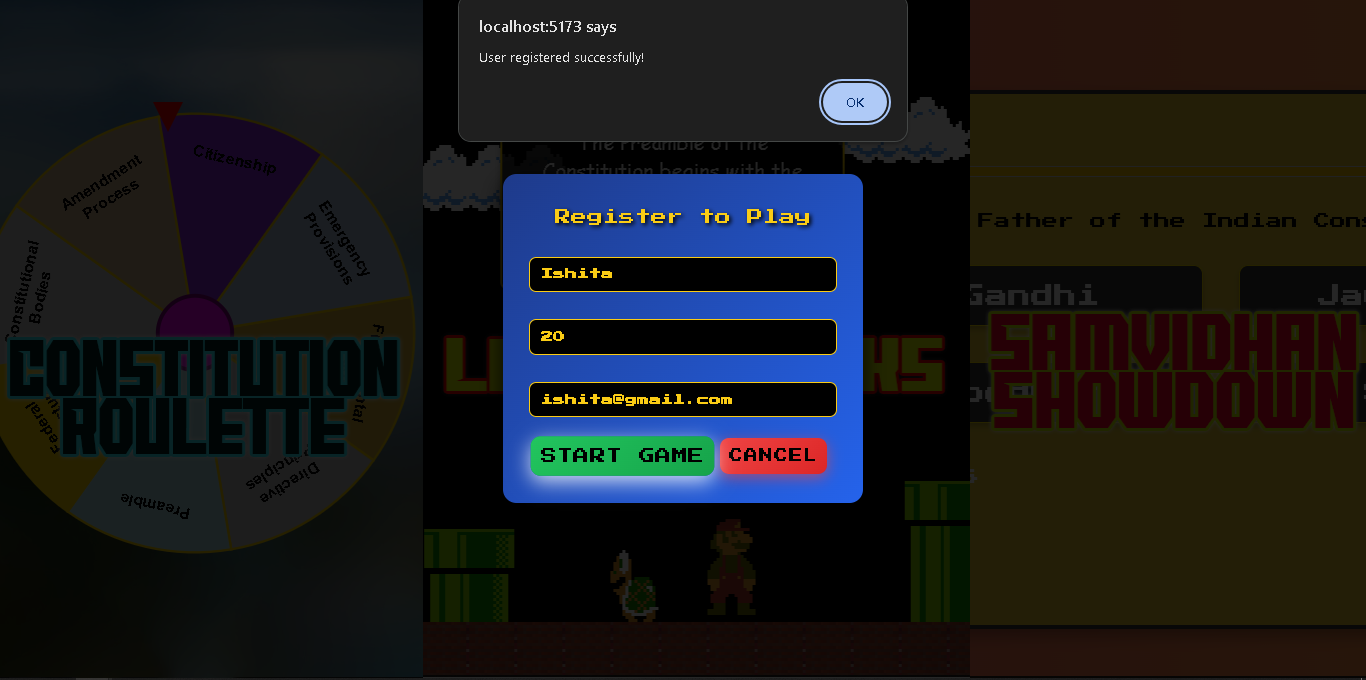 localhost:5173 says
User registered successfully!
OK
The Preamble of the
Constitution begins with the
Register to Play
Ishita
20
ishita@gmail.com
START GAME
CANCEL
Citizenship
Amendment
Process
Emergency
Provisions
Constitutional
Bodies
CONSTITUTION
ROULETTE
Federal
Directive
Preamble
Father of the Indian Cons
Gandhi
Ja
SAMVIDHAN
SHOWDOWN